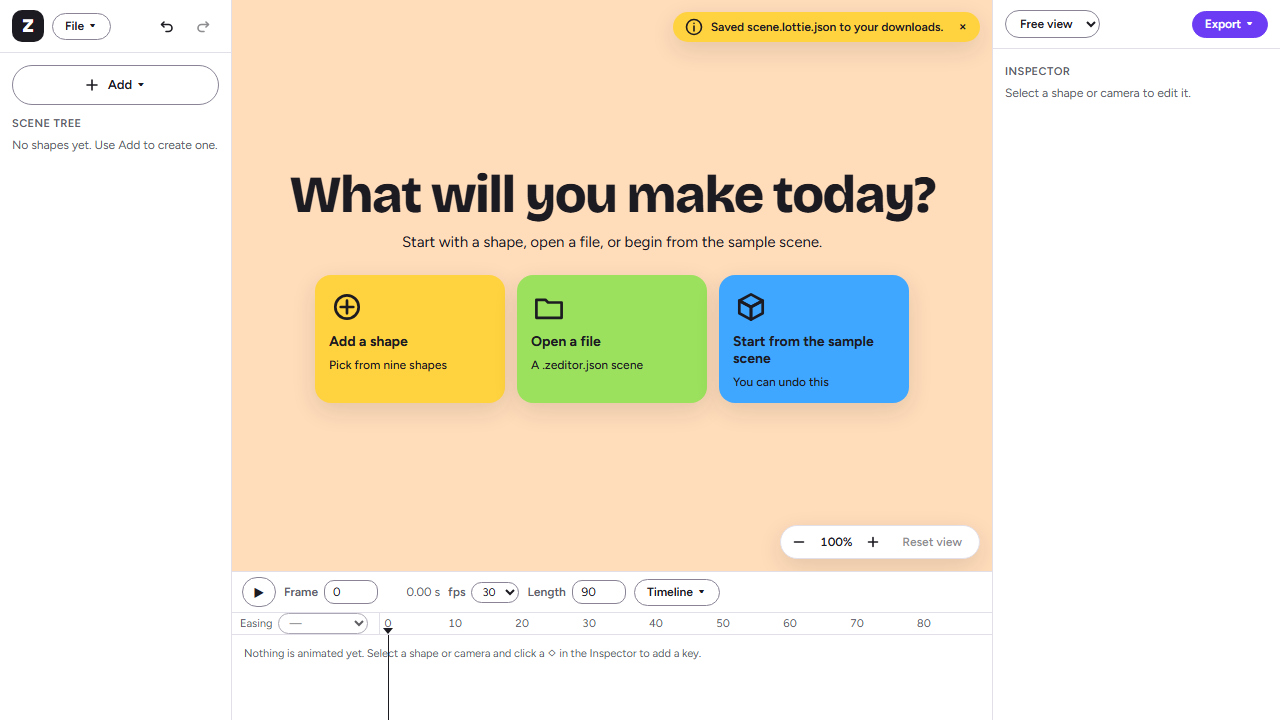 Z
File
Saved scene.lottie.json to your downloads.
Free view
Export
Add
SCENE TREE
No shapes yet. Use Add to create one.
INSPECTOR
Select a shape or camera to edit it.
What will you make today?
Start with a shape, open a file, or begin from the sample scene.
Add a shape
Pick from nine shapes
Open a file
A .zeditor.json scene
Start from the sample
scene
You can undo this
100%
Reset view
Frame 0 0.00 s fps 30 Length 90 Timeline
Easing — 0 10 20 30 40 50 60 70 80
Nothing is animated yet. Select a shape or camera and click a ◇ in the Inspector to add a key.